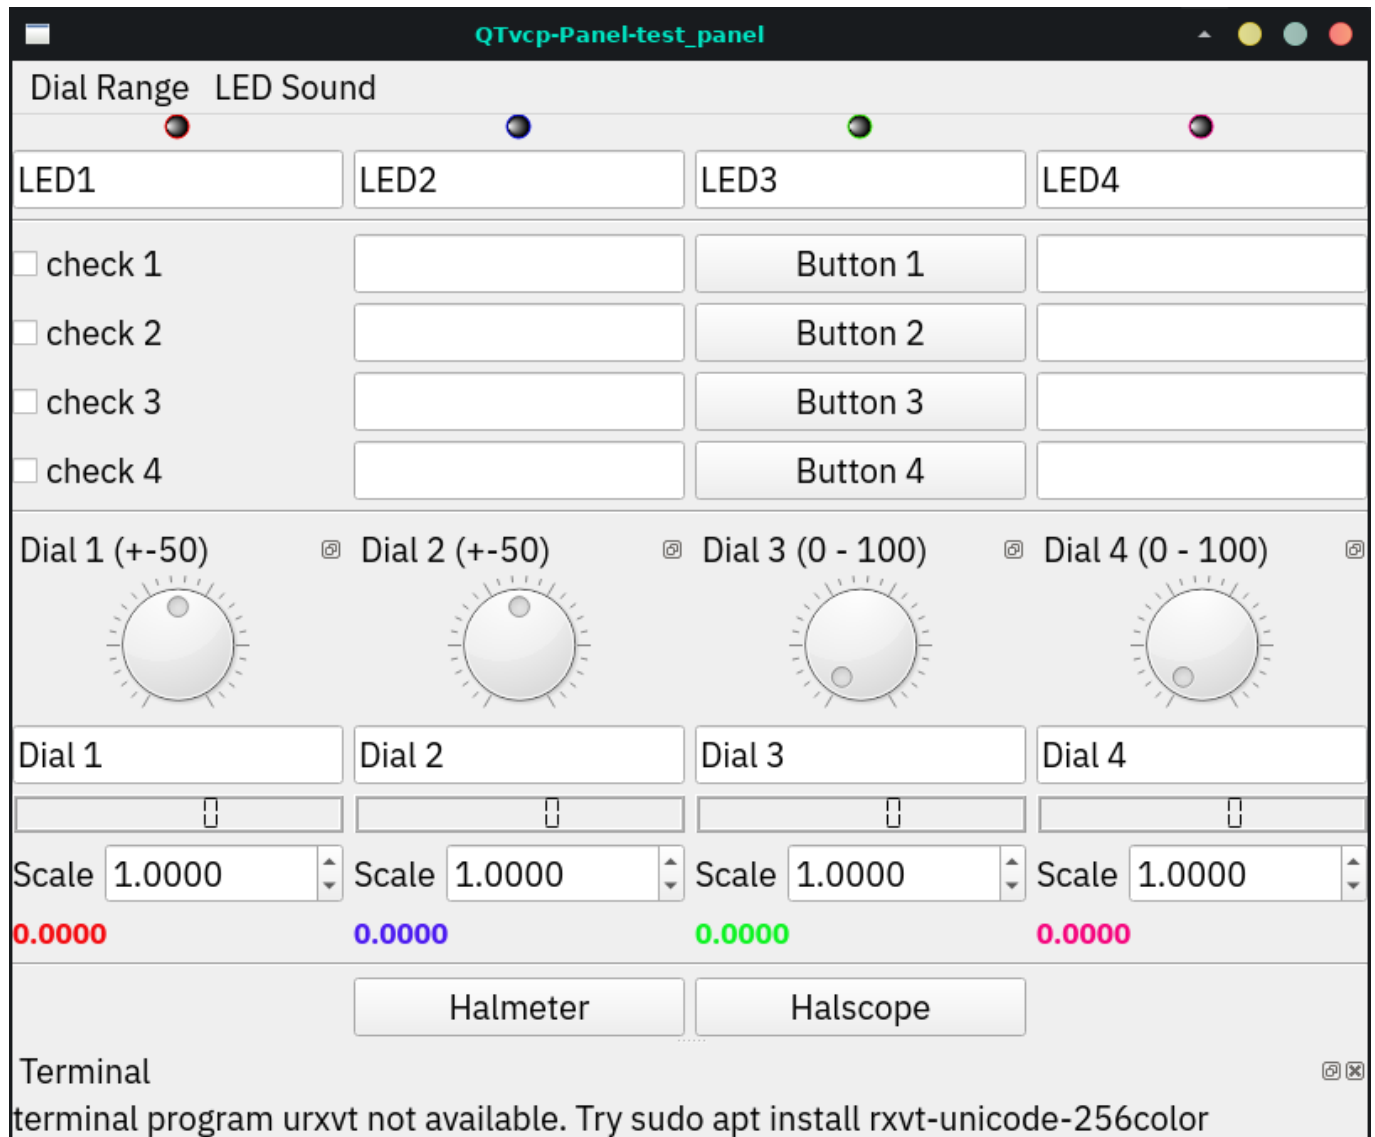 QTvcp-Panel-test_panel
Dial Range LED Sound
LED1 LED2 LED3 LED4
check 1 Button 1
check 2 Button 2
check 3 Button 3
check 4 Button 4
Dial 1 (+-50) Dial 2 (+-50) Dial 3 (0 - 100) Dial 4 (0 - 100)
Dial 1 Dial 2 Dial 3 Dial 4
0 0 0 0
Scale 1.0000 Scale 1.0000 Scale 1.0000 Scale 1.0000
0.0000 0.0000 0.0000 0.0000
Halmeter Halscope
Terminal
terminal program urxvt not available. Try sudo apt install rxvt-unicode-256color